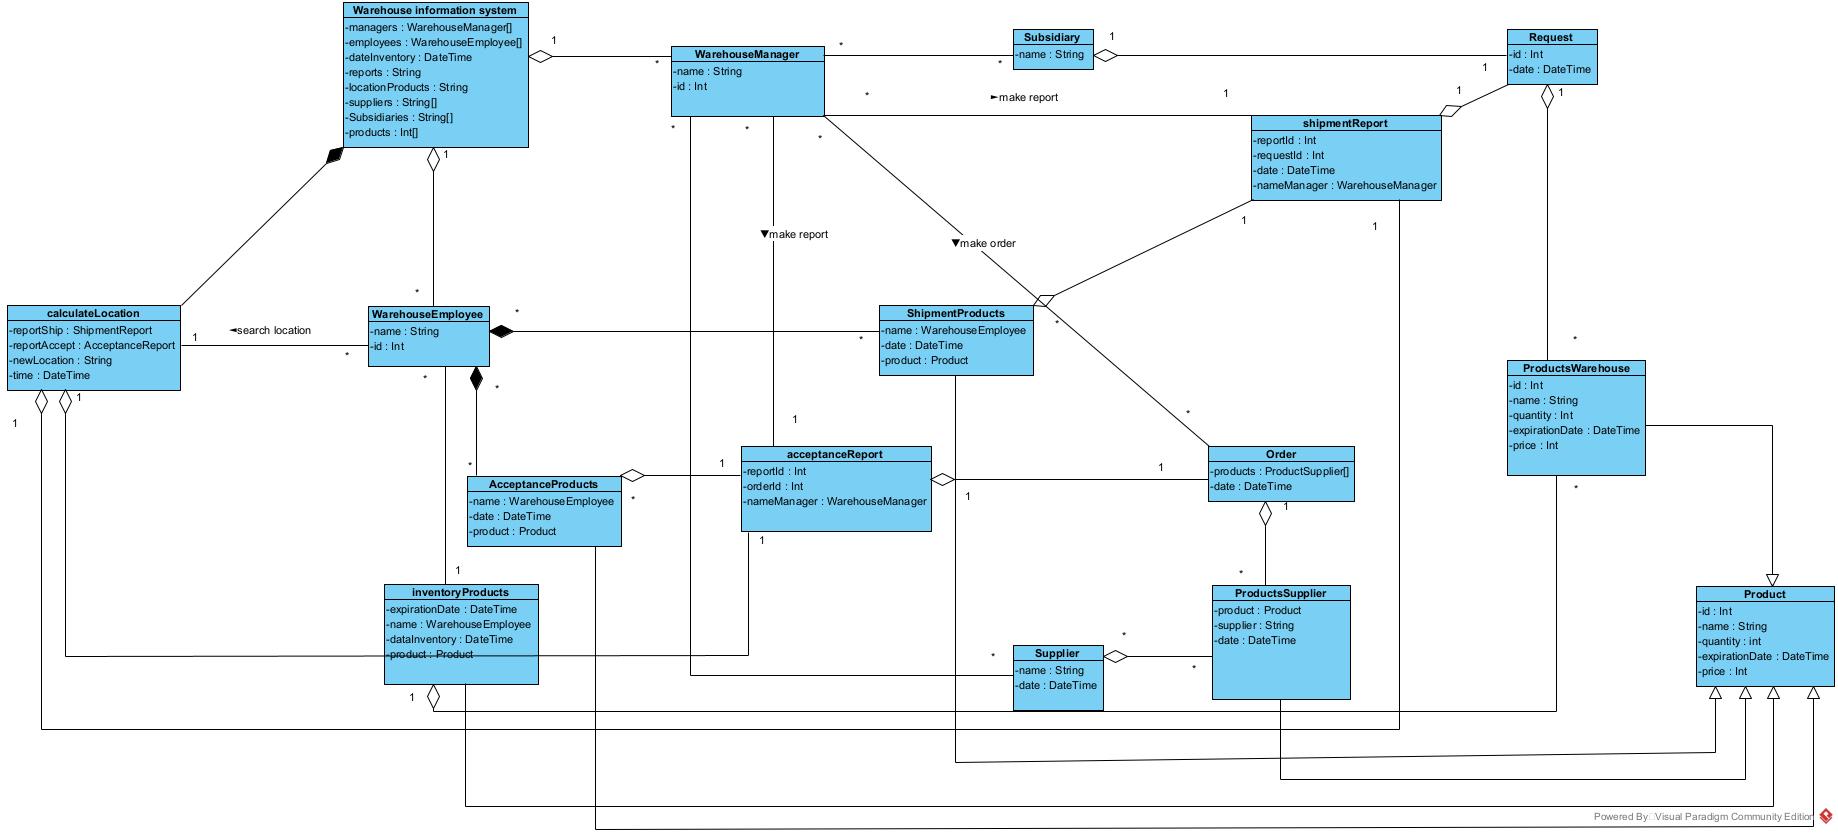 Warehouse information system
-managers : WarehouseManager[]
-employees : WarehouseEmployee[]
-dateInventory : DateTime
-reports : String
-locationProducts : String
-suppliers : String[]
-Subsidiaries : String[]
-products : Int[]
1
*
WarehouseManager
-name : String
-id : Int
*
*
Subsidiary
-name : String
1
1
Request
-id : Int
-date : DateTime
*
►make report
1
1
1
shipmentReport
-reportId : Int
-requestId : Int
-date : DateTime
-nameManager : WarehouseManager
*
*
*
1
1
1
▼make report
▼make order
*
*
calculateLocation
-reportShip : ShipmentReport
-reportAccept : AcceptanceReport
-newLocation : String
-time : DateTime
1
◄search location
*
WarehouseEmployee
-name : String
-id : Int
*
*
ShipmentProducts
-name : WarehouseEmployee
-date : DateTime
-product : Product
*
*
ProductsWarehouse
-id : Int
-name : String
-quantity : Int
-expirationDate : DateTime
-price : Int
*
1
1
*
*
*
1
AcceptanceProducts
-name : WarehouseEmployee
-date : DateTime
-product : Product
*
1
acceptanceReport
-reportId : Int
-orderId : Int
-nameManager : WarehouseManager
1
1
1
Order
-products : ProductSupplier[]
-date : DateTime
1
1
inventoryProducts
-expirationDate : DateTime
-name : WarehouseEmployee
-dataInventory : DateTime
-product : Product
1
*
Supplier
-name : String
-date : DateTime
*
*
*
ProductsSupplier
-product : Product
-supplier : String
-date : DateTime
Product
-id : Int
-name : String
-quantity : int
-expirationDate : DateTime
-price : Int
Powered By Visual Paradigm Community Edition